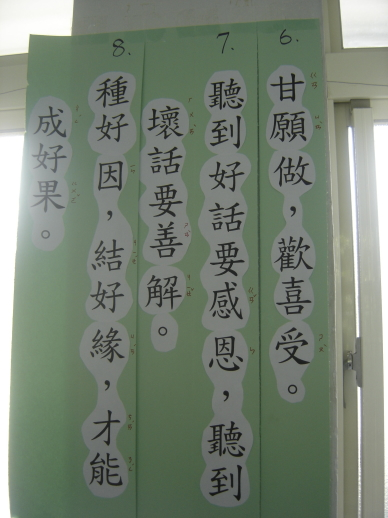 6.
甘願做，歡喜受。
7.
聽到好話要感恩，聽到
壞話要善解。
8.
種好因，結好緣，才能
成好果。